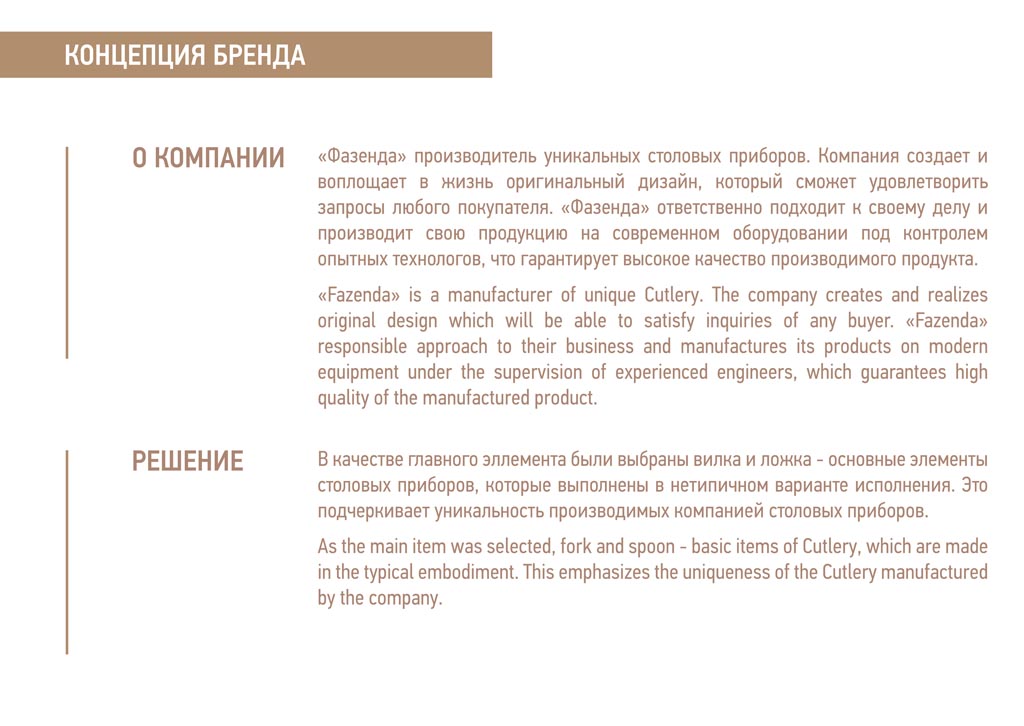 КОНЦЕПЦИЯ БРЕНДА
О КОМПАНИИ
«Фазенда» производитель уникальных столовых приборов. Компания создает и
воплощает в жизнь оригинальный дизайн, который сможет удовлетворить
запросы любого покупателя. «Фазенда» ответственно подходит к своему делу и
производит свою продукцию на современном оборудовании под контролем
опытных технологов, что гарантирует высокое качество производимого продукта.
«Fazenda» is a manufacturer of unique Cutlery. The company creates and realizes
original design which will be able to satisfy inquiries of any buyer. «Fazenda»
responsible approach to their business and manufactures its products on modern
equipment under the supervision of experienced engineers, which guarantees high
quality of the manufactured product.
РЕШЕНИЕ
В качестве главного эллемента были выбраны вилка и ложка - основные элементы
столовых приборов, которые выполнены в нетипичном варианте исполнения. Это
подчеркивает уникальность производимых компанией столовых приборов.
As the main item was selected, fork and spoon - basic items of Cutlery, which are made
in the typical embodiment. This emphasizes the uniqueness of the Cutlery manufactured
by the company.